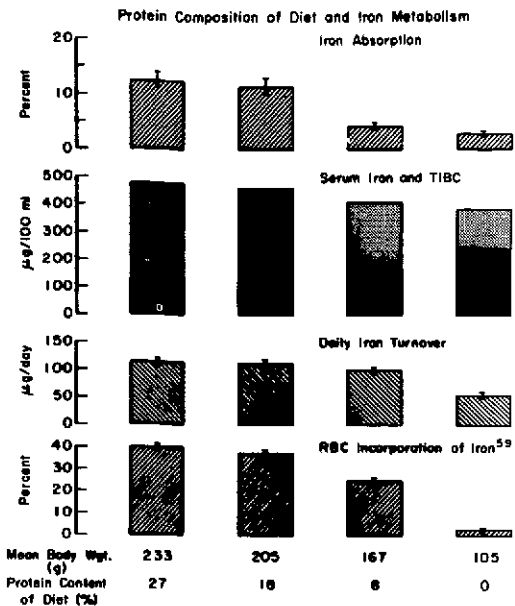 Protein Composition of Diet and Iron Metabolism
Iron Absorption
20
10
0
Percent
Serum Iron and TIBC
500
400
300
200
100
0
µg/100 ml
Daily Iron Turnover
150
100
50
0
µg/day
RBC Incorporation of Iron⁵⁹
40
30
20
10
0
Percent
Mean Body Wgt. 233 205 167 105
(g)
Protein Content 27 18 6 0
of Diet (%)